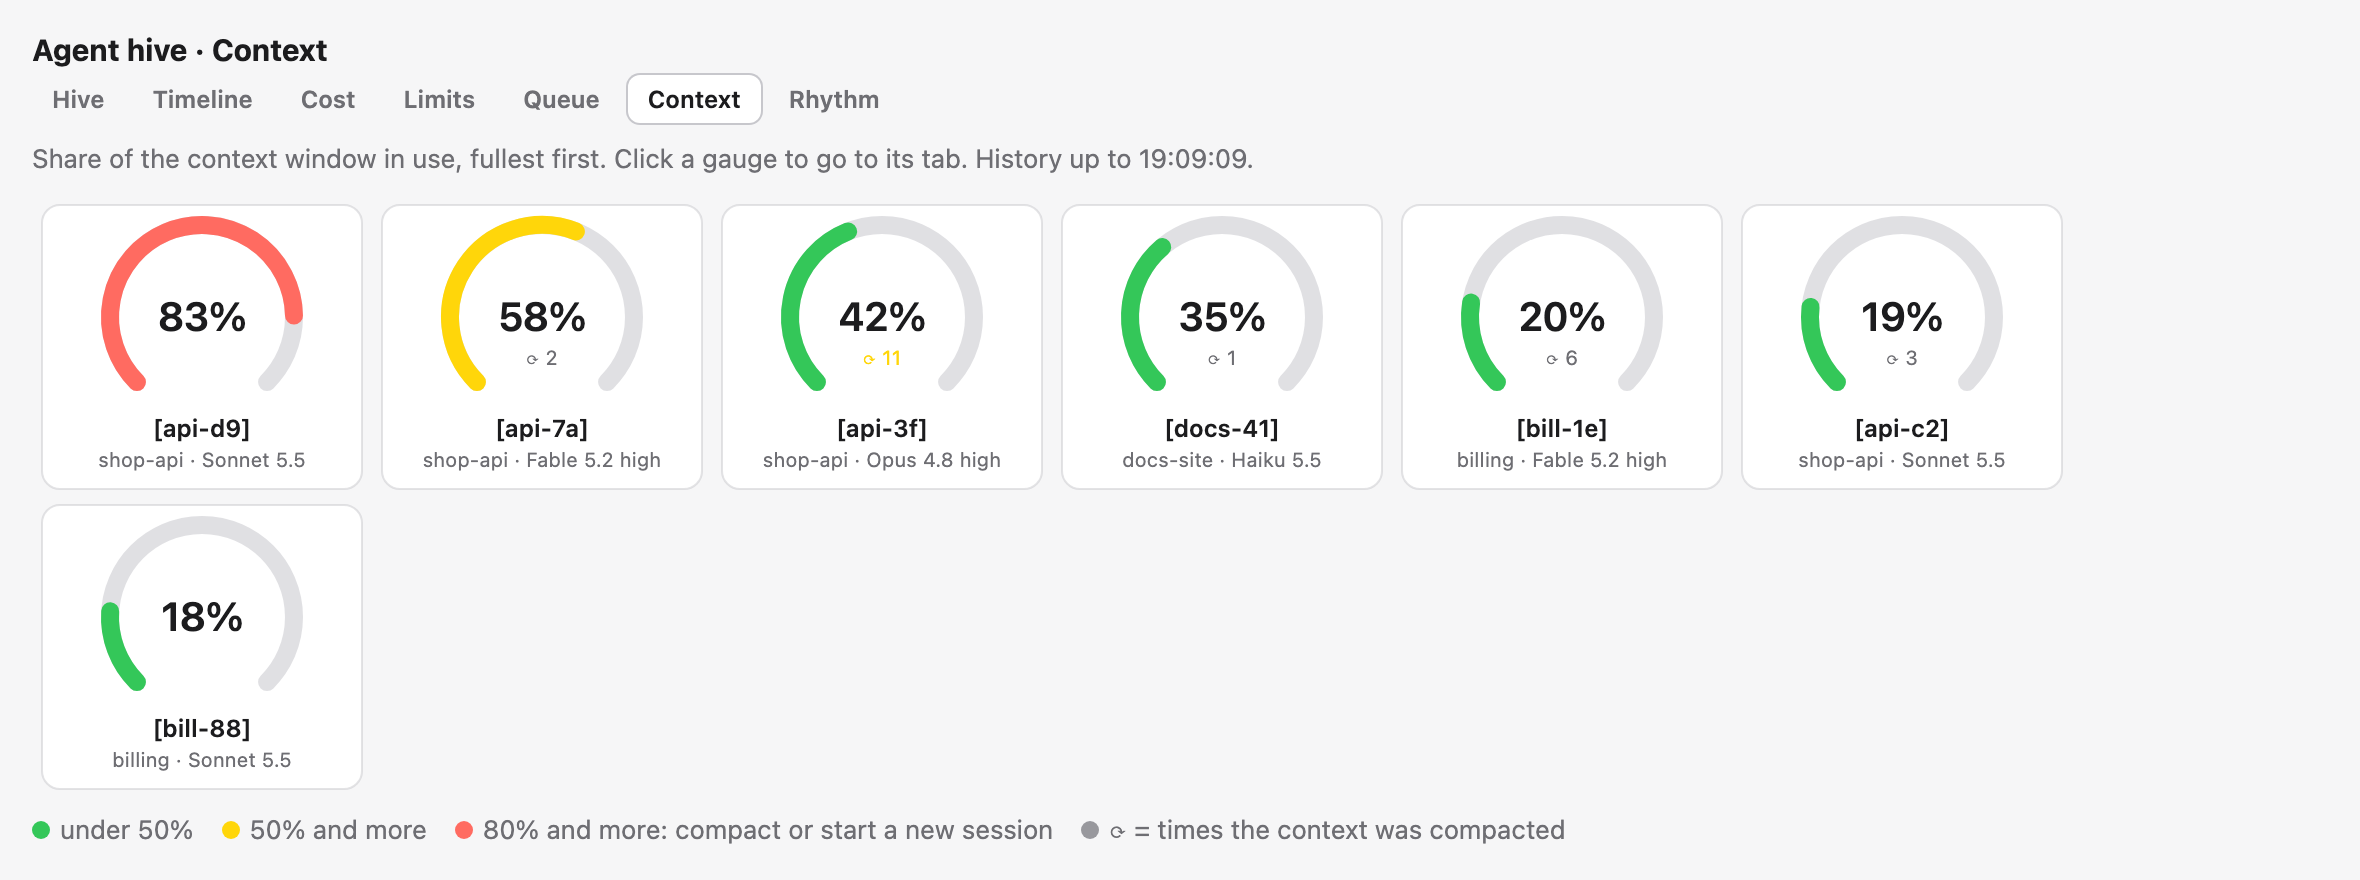 Agent hive · Context
Hive Timeline Cost Limits Queue Context Rhythm
Share of the context window in use, fullest first. Click a gauge to go to its tab. History up to 19:09:09.
83%
[api-d9]
shop-api · Sonnet 5.5
58%
⟳ 2
[api-7a]
shop-api · Fable 5.2 high
42%
⟳ 11
[api-3f]
shop-api · Opus 4.8 high
35%
⟳ 1
[docs-41]
docs-site · Haiku 5.5
20%
⟳ 6
[bill-1e]
billing · Fable 5.2 high
19%
⟳ 3
[api-c2]
shop-api · Sonnet 5.5
18%
[bill-88]
billing · Sonnet 5.5
under 50% 50% and more 80% and more: compact or start a new session ⟳ = times the context was compacted